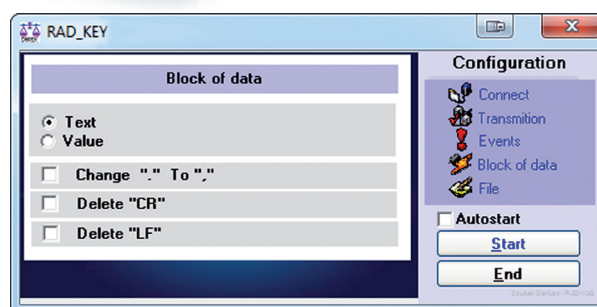 RAD_KEY
Block of data
Text
Value
Change "." To ","
Delete "CR"
Delete "LF"
Configuration
Connect
Transmition
Events
Block of data
File
Autostart
Start
End